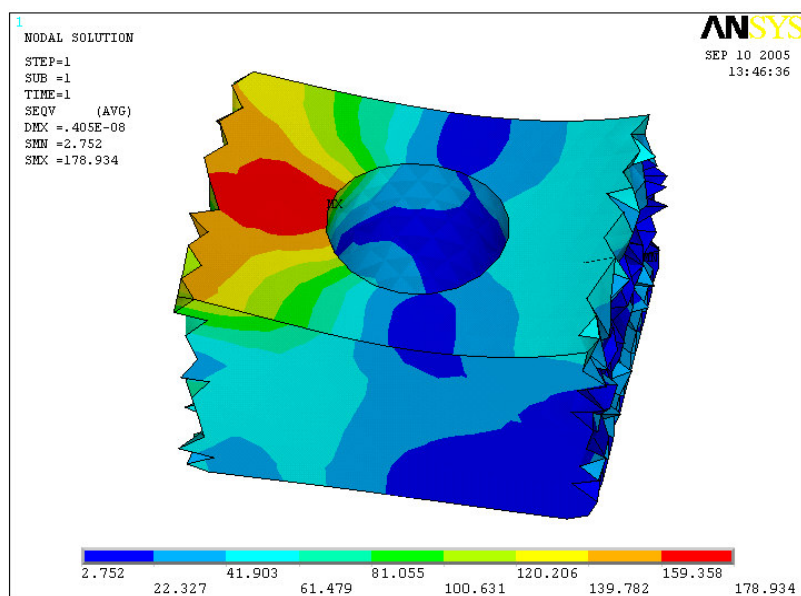 1
ANSYS
NODAL SOLUTION
SEP 10 2005
13:46:36
STEP=1
SUB =1
TIME=1
SEQV (AVG)
DMX =.405E-08
SMN =2.752
SMX =178.934
MX
2.752 41.903 81.055 120.206 159.358
22.327 61.479 100.631 139.782 178.934